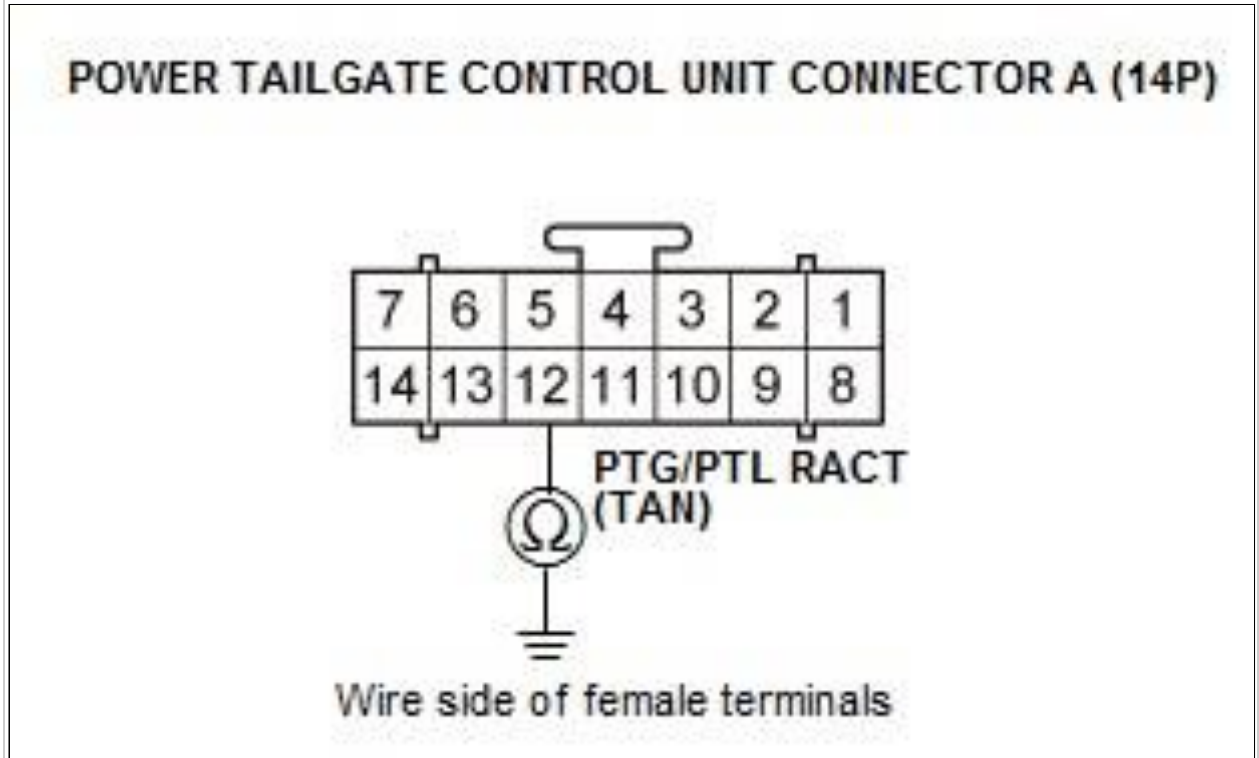 POWER TAILGATE CONTROL UNIT CONNECTOR A (14P)
7 6 5 4 3 2 1
14 13 12 11 10 9 8
PTG/PTL RACT
(TAN)
Ω
Wire side of female terminals